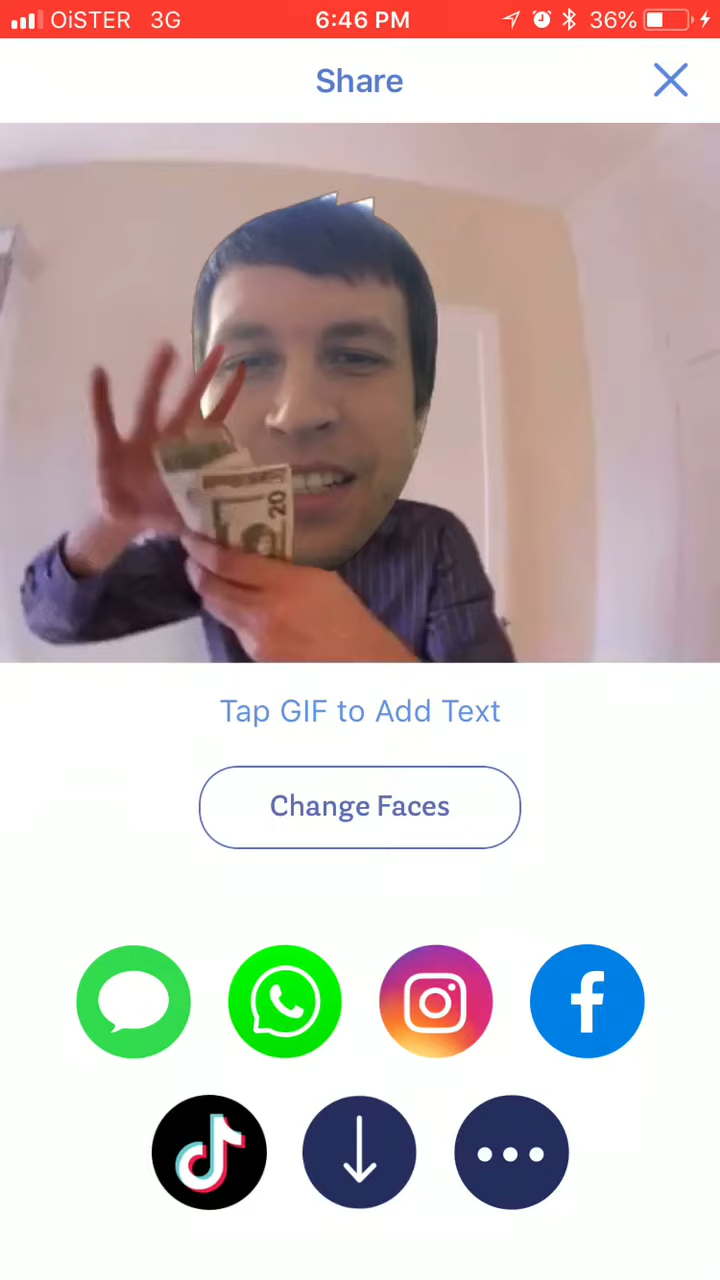 OiSTER 3G 6:46 PM 36%
Share
20
Tap GIF to Add Text
Change Faces